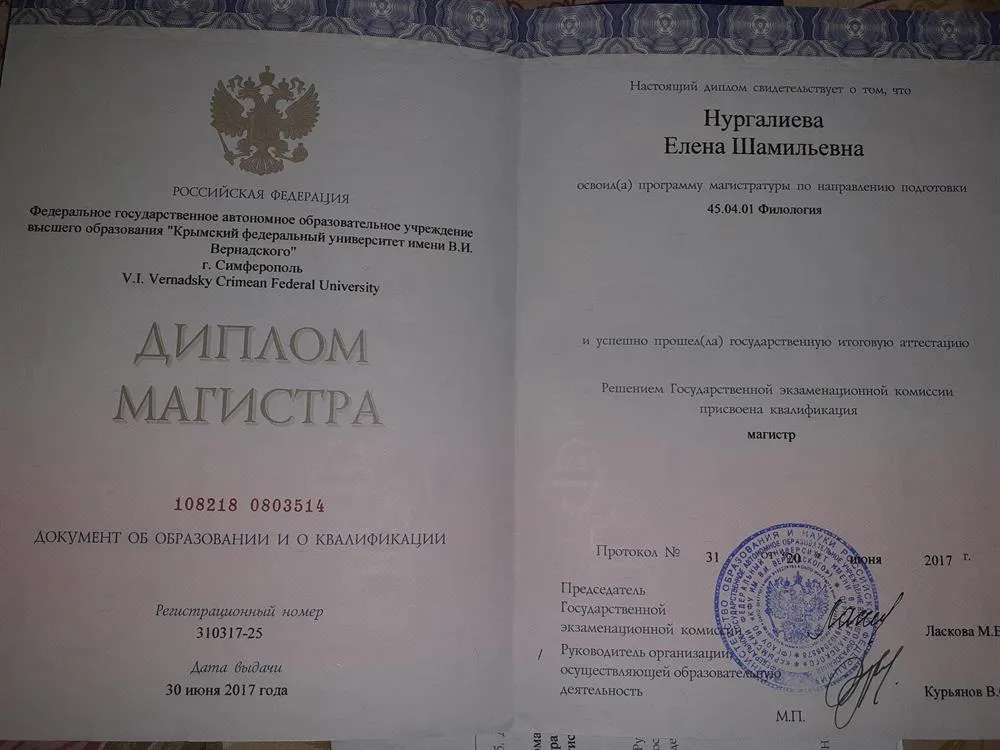 РОССИЙСКАЯ ФЕДЕРАЦИЯ
Федеральное государственное автономное образовательное учреждение
высшего образования "Крымский федеральный университет имени В.И.
Вернадского"
г. Симферополь
V.I. Vernadsky Crimean Federal University
ДИПЛОМ
МАГИСТРА
108218 0803514
ДОКУМЕНТ ОБ ОБРАЗОВАНИИ И О КВАЛИФИКАЦИИ
Регистрационный номер
310317-25
Дата выдачи
30 июня 2017 года
Настоящий диплом свидетельствует о том, что
Нургалиева
Елена Шамильевна
освоил(а) программу магистратуры по направлению подготовки
45.04.01 Филология
и успешно прошел(ла) государственную итоговую аттестацию
Решением Государственной экзаменационной комиссии
присвоена квалификация
магистр
Протокол № 31 от 20 июня 2017 г.
Председатель
Государственной
экзаменационной комиссии
Ласкова М.В
/ Руководитель организации,
осуществляющей образовательную
деятельность
Курьянов В.
М.П.